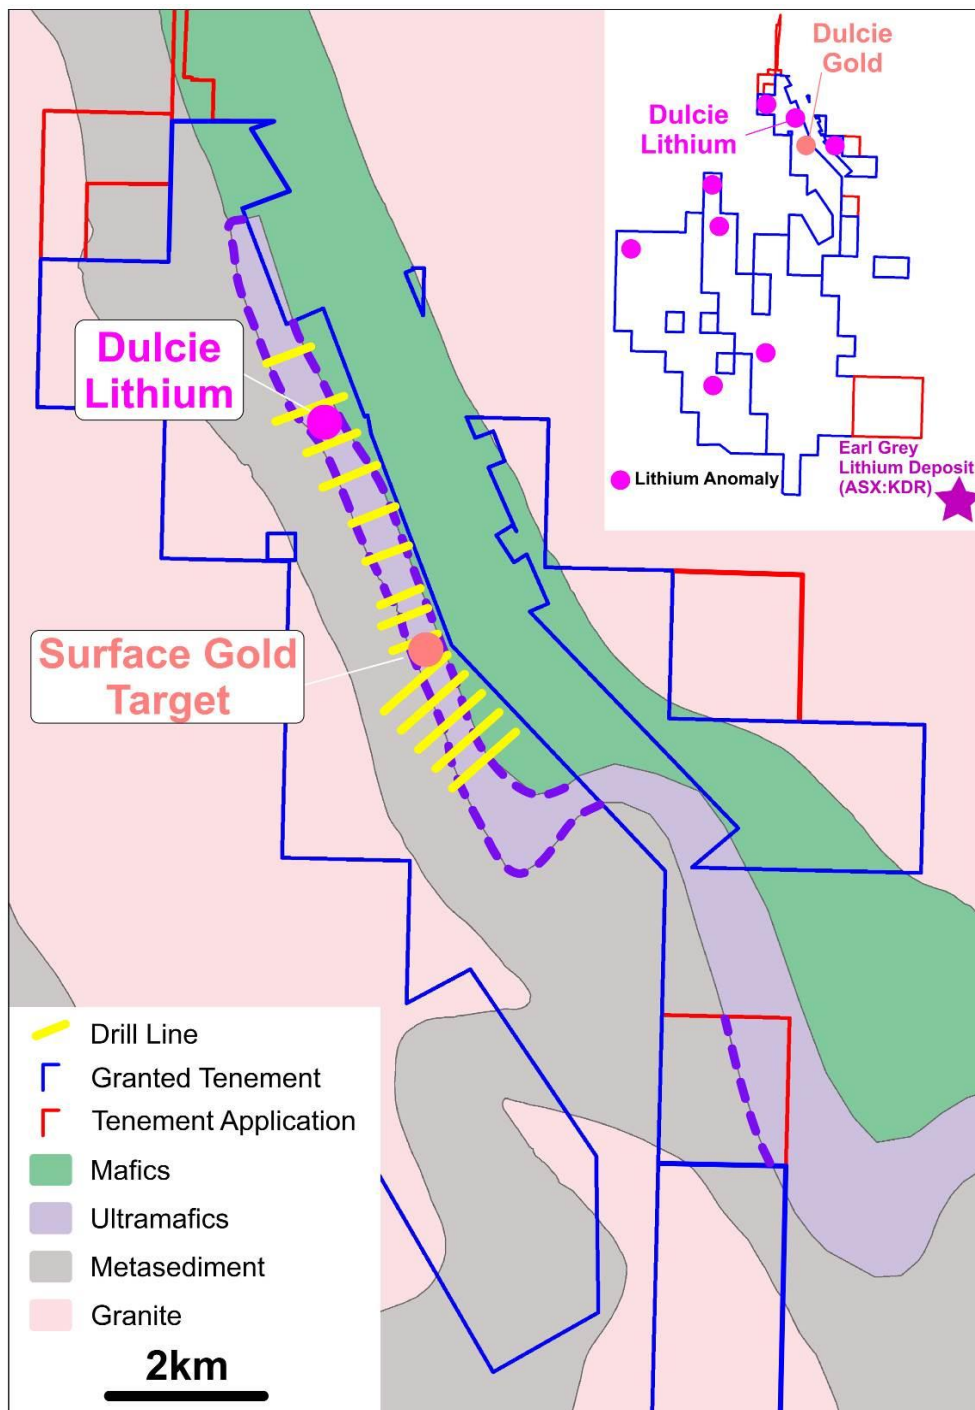 Dulcie
Gold
Dulcie
Lithium
Earl Grey
Lithium Deposit
(ASX:KDR)
Lithium Anomaly
Dulcie
Lithium
Surface Gold
Target
Drill Line
Granted Tenement
Tenement Application
Mafics
Ultramafics
Metasediment
Granite
2km